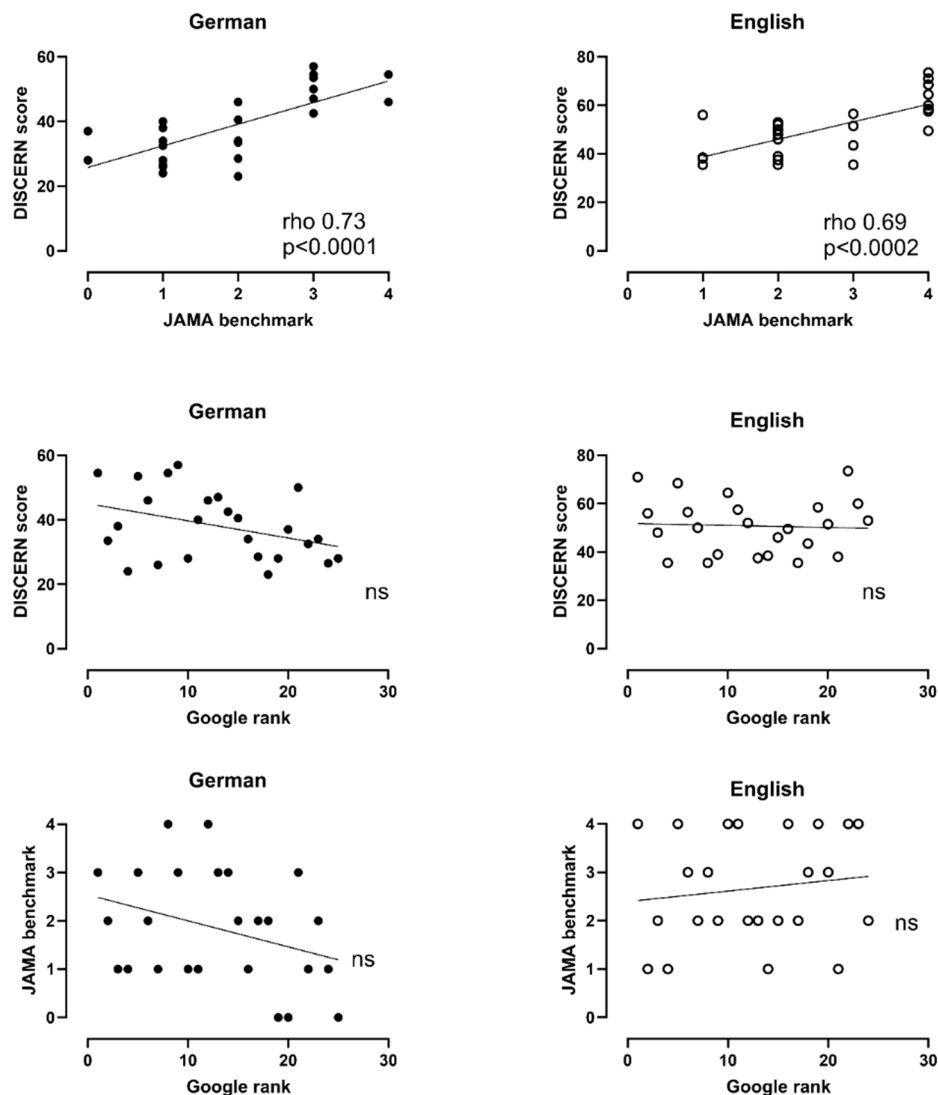 German
DISCERN score
60
40
20
0
rho 0.73
p<0.0001
0 1 2 3 4
JAMA benchmark
English
DISCERN score
80
60
40
20
0
rho 0.69
p<0.0002
0 1 2 3 4
JAMA benchmark
German
DISCERN score
60
40
20
0
ns
0 10 20 30
Google rank
English
DISCERN score
80
60
40
20
0
ns
0 10 20 30
Google rank
German
JAMA benchmark
4
3
2
1
0
ns
0 10 20 30
Google rank
English
JAMA benchmark
4
3
2
1
0
ns
0 10 20 30
Google rank